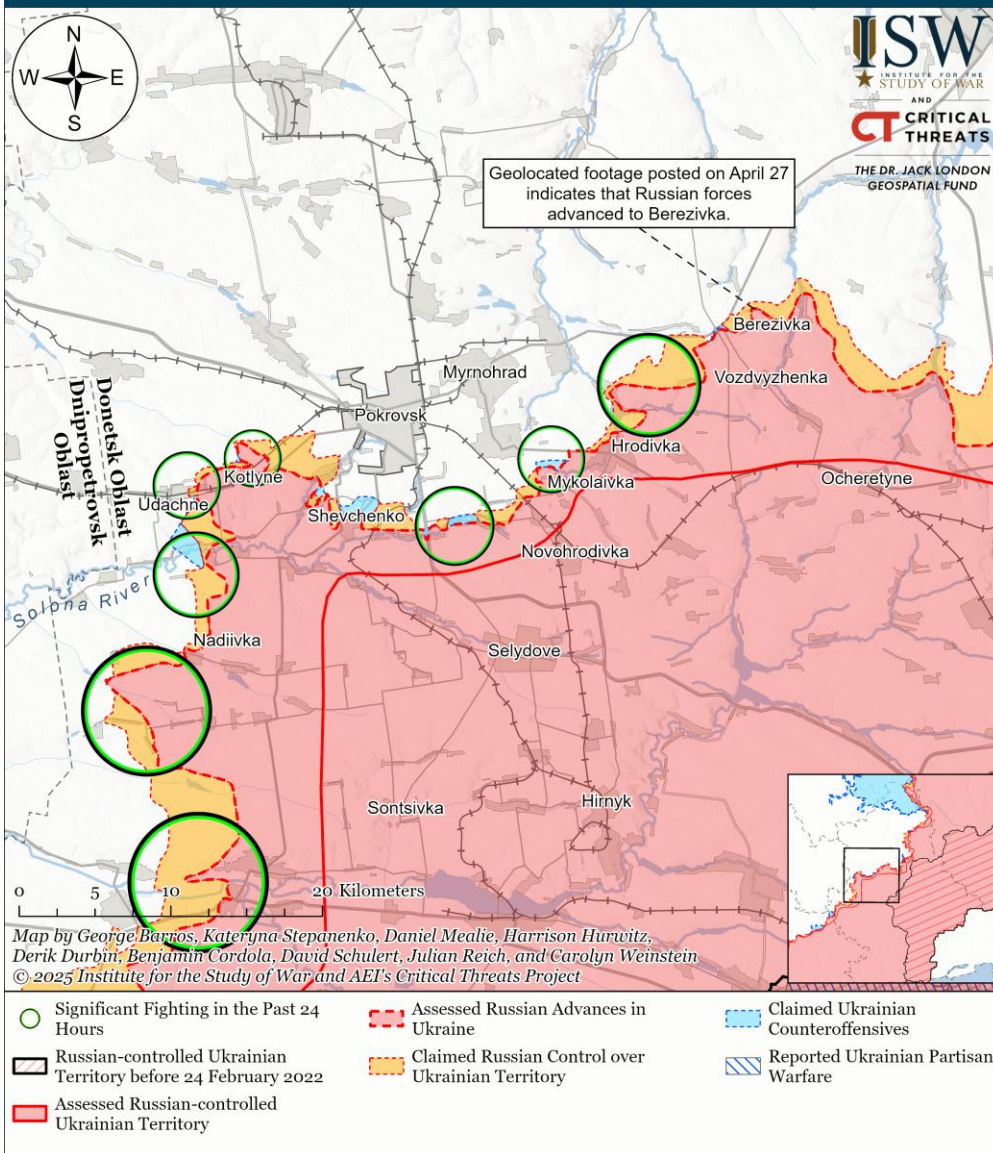 N
W E
S
ISW
INSTITUTE FOR THE
STUDY OF WAR
AND
CT CRITICAL
THREATS
THE DR. JACK LONDON
GEOSPATIAL FUND
Geolocated footage posted on April 27
indicates that Russian forces
advanced to Berezivka.
Berezivka
Myrnohrad
Vozdvyzhenka
Pokrovsk
Donetsk Oblast
Dnipropetrovsk
Oblast
Hrodivka
Kotlyne
Mykolaivka
Ocheretyne
Udachne
Shevchenko
Novohrodivka
Solona River
Nadiivka
Selydove
Sontsivka
Hirnyk
0 5 10 20 Kilometers
Map by George Barros, Kateryna Stepanenko, Daniel Mealie, Harrison Hurwitz,
Derik Durbin, Benjamin Cordola, David Schulert, Julian Reich, and Carolyn Weinstein
© 2025 Institute for the Study of War and AEI's Critical Threats Project
Significant Fighting in the Past 24
Hours
Russian-controlled Ukrainian
Territory before 24 February 2022
Assessed Russian-controlled
Ukrainian Territory
Assessed Russian Advances in
Ukraine
Claimed Russian Control over
Ukrainian Territory
Claimed Ukrainian
Counteroffensives
Reported Ukrainian Partisan
Warfare